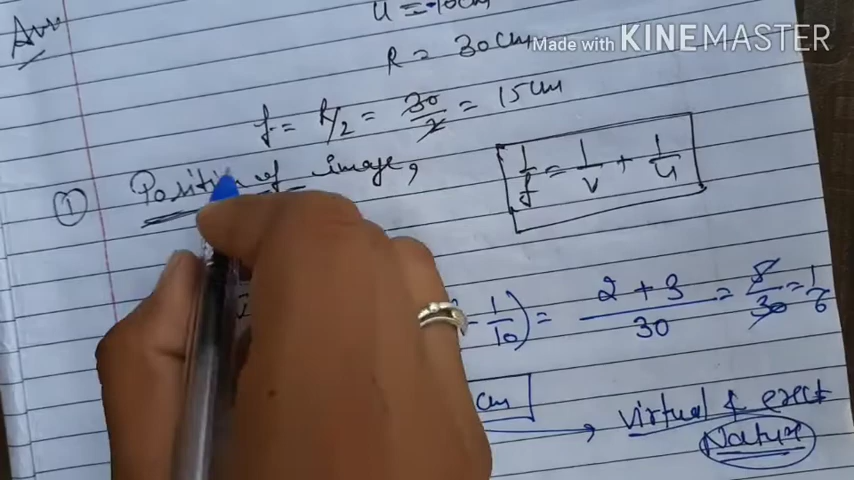 Ans
u = -10cm
R = 30cm
Made with KINEMASTER
f = R/2 = 30/2 = 15cm
① Position of image,
1/f = 1/v + 1/u
1/10) = 2 + 3/30 = 5/30 = 1/6
cm → virtual & erect
Nature